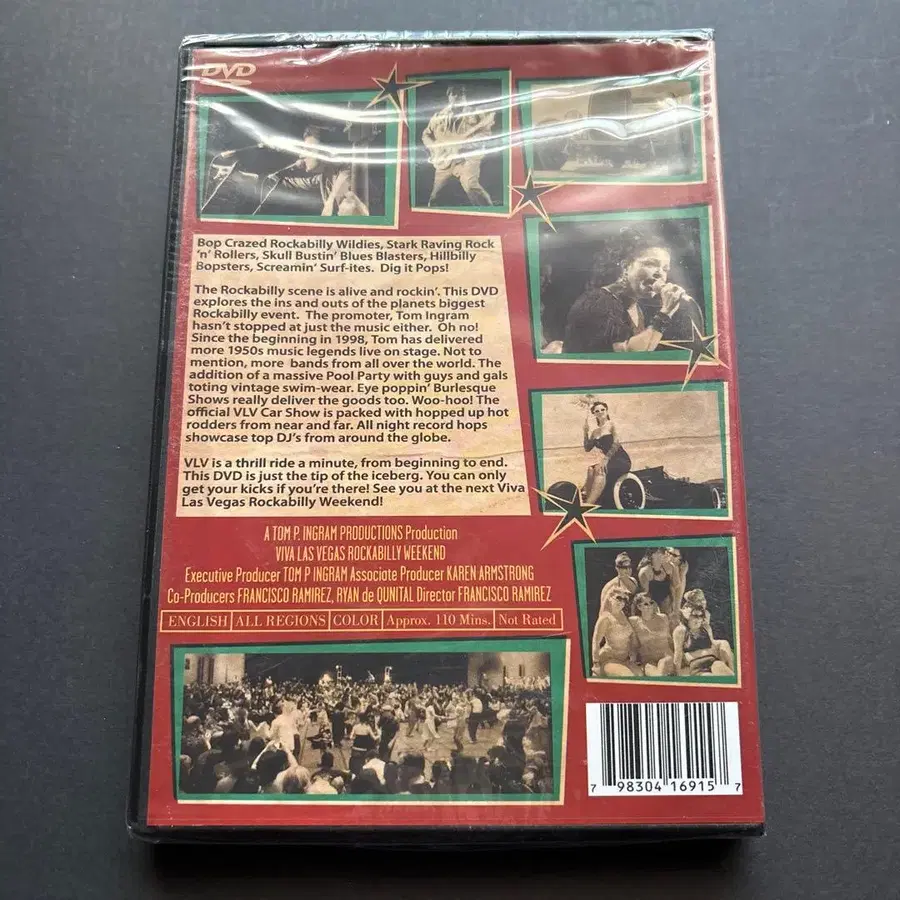 DVD
Bop Crazed Rockabilly Wildies, Stark Raving Rock
'n' Rollers, Skull Bustin' Blues Blasters, Hillbilly
Bopsters, Screamin' Surf-ites. Dig it Pops!
The Rockabilly scene is alive and rockin'. This DVD
explores the ins and outs of the planets biggest
Rockabilly event. The promoter, Tom Ingram
hasn't stopped at just the music either. Oh no!
Since the beginning in 1998, Tom has delivered
more 1950s music legends live on stage. Not to
mention, more bands from all over the world. The
addition of a massive Pool Party with guys and gals
toting vintage swim-wear. Eye poppin' Burlesque
Shows really deliver the goods too. Woo-hoo! The
official VLV Car Show is packed with hopped up hot
rodders from near and far. All night record hops
showcase top DJ's from around the globe.
VLV is a thrill ride a minute, from beginning to end.
This DVD is just the tip of the iceberg. You can only
get your kicks if you're there! See you at the next Viva
Las Vegas Rockabilly Weekend!
A TOM P. INGRAM PRODUCTIONS Production
VIVA LAS VEGAS ROCKABILLY WEEKEND
Executive Producer TOM P INGRAM Associate Producer KAREN ARMSTRONG
Co-Producers FRANCISCO RAMIREZ, RYAN de QUNITAL Director FRANCISCO RAMIREZ
ENGLISH ALL REGIONS COLOR Approx. 110 Mins. Not Rated
7 98304 16915 7